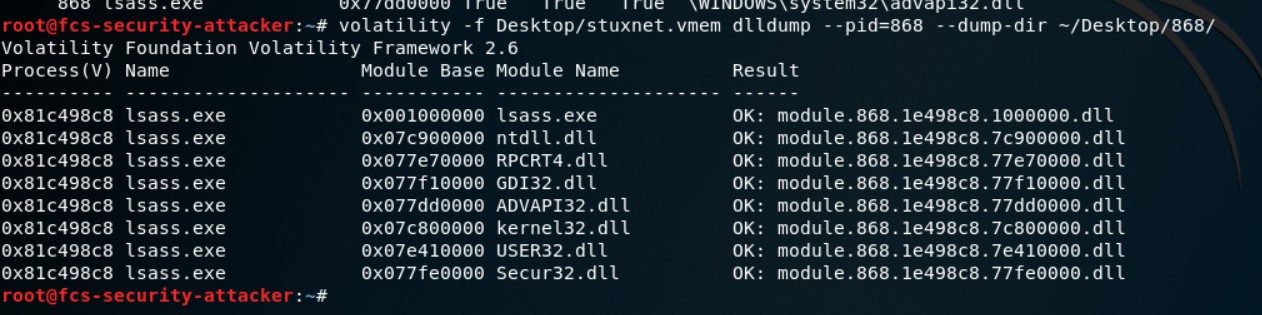 868 lsass.exe 0x77dd0000 True True True \WINDOWS\system32\advapi32.dll
root@fcs-security-attacker:~# volatility -f Desktop/stuxnet.vmem dlldump --pid=868 --dump-dir ~/Desktop/868/
Volatility Foundation Volatility Framework 2.6
Process(V) Name Module Base Module Name Result
---------- -------------------- ----------- -------------------- ------
0x81c498c8 lsass.exe 0x001000000 lsass.exe OK: module.868.1e498c8.1000000.dll
0x81c498c8 lsass.exe 0x07c900000 ntdll.dll OK: module.868.1e498c8.7c900000.dll
0x81c498c8 lsass.exe 0x077e70000 RPCRT4.dll OK: module.868.1e498c8.77e70000.dll
0x81c498c8 lsass.exe 0x077f10000 GDI32.dll OK: module.868.1e498c8.77f10000.dll
0x81c498c8 lsass.exe 0x077dd0000 ADVAPI32.dll OK: module.868.1e498c8.77dd0000.dll
0x81c498c8 lsass.exe 0x07c800000 kernel32.dll OK: module.868.1e498c8.7c800000.dll
0x81c498c8 lsass.exe 0x07e410000 USER32.dll OK: module.868.1e498c8.7e410000.dll
0x81c498c8 lsass.exe 0x077fe0000 Secur32.dll OK: module.868.1e498c8.77fe0000.dll
root@fcs-security-attacker:~#